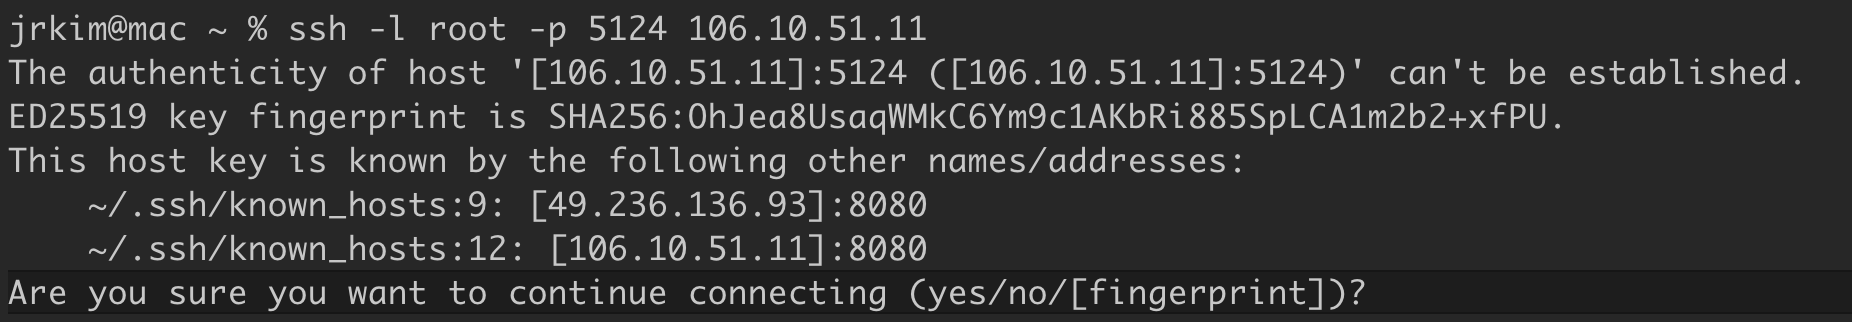 jrkim@mac ~ % ssh -l root -p 5124 106.10.51.11
The authenticity of host '[106.10.51.11]:5124 ([106.10.51.11]:5124)' can't be established.
ED25519 key fingerprint is SHA256:OhJea8UsaqWMkC6Ym9c1AKbRi885SpLCA1m2b2+xfPU.
This host key is known by the following other names/addresses:
    ~/.ssh/known_hosts:9: [49.236.136.93]:8080
    ~/.ssh/known_hosts:12: [106.10.51.11]:8080
Are you sure you want to continue connecting (yes/no/[fingerprint])?